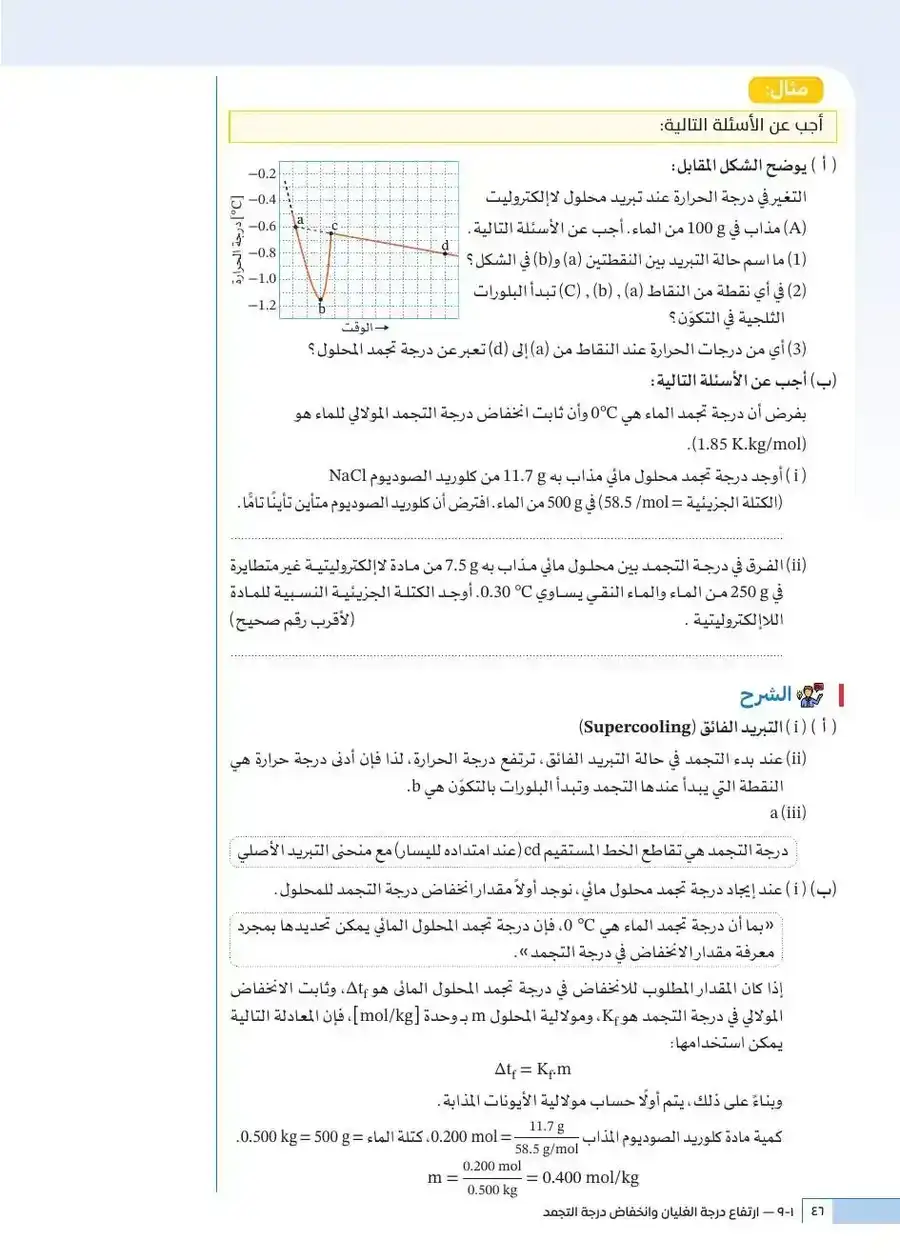 مثال:
أجب عن الأسئلة التالية:
( أ ) يوضح الشكل المقابل:
التغير في درجة الحرارة عند تبريد محلول لاإلكتروليت
(A) مذاب في 100 g من الماء. أجب عن الأسئلة التالية.
(1) ما اسم حالة التبريد بين النقطتين (a) و(b) في الشكل؟
(2) في أي نقطة من النقاط (a) , (b) , (C) تبدأ البلورات
الثلجية في التكوّن؟
(3) أي من درجات الحرارة عند النقاط من (a) إلى (d) تعبر عن درجة تجمد المحلول؟
درجة الحرارة [°C]
−0.2
−0.4
−0.6
−0.8
−1.0
−1.2
a
c
d
b
الوقت→
(ب) أجب عن الأسئلة التالية:
بفرض أن درجة تجمد الماء هي 0°C وأن ثابت انخفاض درجة التجمد المولالي للماء هو
(1.85 K.kg/mol).
( i ) أوجد درجة تجمد محلول مائي مذاب به 11.7 g من كلوريد الصوديوم NaCl
(الكتلة الجزيئية = 58.5 /mol) في 500 g من الماء. افترض أن كلوريد الصوديوم متأين تأينًا تامًّا.
(ii) الفرق في درجة التجمد بين محلول مائي مذاب به 7.5 g من مادة لاإلكتروليتية غير متطايرة
في 250 g من الماء والماء النقي يساوي 0.30 °C. أوجد الكتلة الجزيئية النسبية للمادة
اللاإلكتروليتية . (لأقرب رقم صحيح)
الشرح
( أ ) ( i ) التبريد الفائق (Supercooling)
(ii) عند بدء التجمد في حالة التبريد الفائق، ترتفع درجة الحرارة، لذا فإن أدنى درجة حرارة هي
النقطة التي يبدأ عندها التجمد وتبدأ البلورات بالتكوّن هي b.
a (iii)
درجة التجمد هي تقاطع الخط المستقيم cd (عند امتداده لليسار) مع منحنى التبريد الأصلي
(ب) ( i ) عند إيجاد درجة تجمد محلول مائي، نوجد أولاً مقدار انخفاض درجة التجمد للمحلول.
«بما أن درجة تجمد الماء هي 0 °C، فإن درجة تجمد المحلول المائي يمكن تحديدها بمجرد
معرفة مقدار الانخفاض في درجة التجمد».
إذا كان المقدار المطلوب للانخفاض في درجة تجمد المحلول المائى هو Δtf، وثابت الانخفاض
المولالي في درجة التجمد هو Kf، ومولالية المحلول m بـوحدة [mol/kg]، فإن المعادلة التالية
يمكن استخدامها:
Δtf = Kf.m
وبناءً على ذلك، يتم أولًا حساب مولالية الأيونات المذابة.
كمية مادة كلوريد الصوديوم المذاب 11.7 g / 58.5 g/mol = 0.200 mol، كتلة الماء = 500 g = 0.500 kg.
m = 0.200 mol / 0.500 kg = 0.400 mol/kg
٤٦ ١-٩ — ارتفاع درجة الغليان وانخفاض درجة التجمد